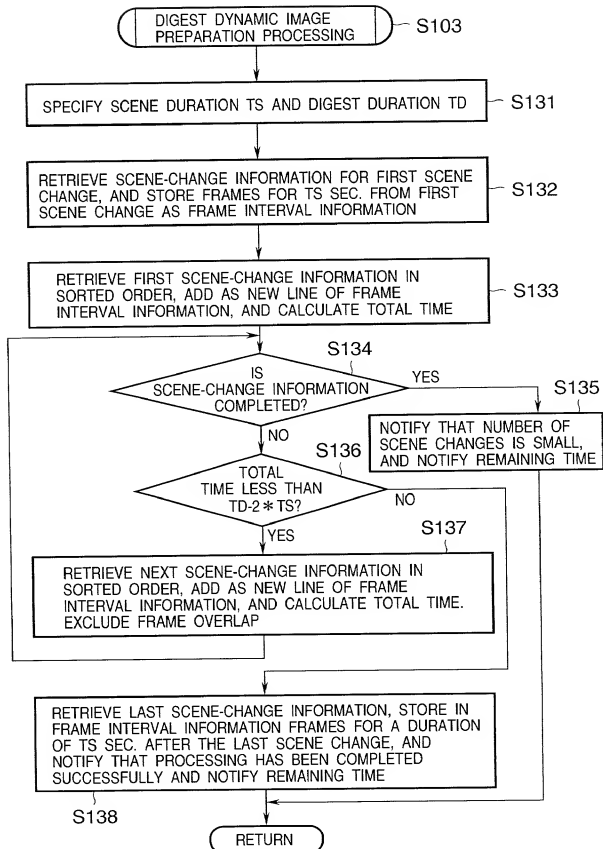 DIGEST DYNAMIC IMAGE
PREPARATION PROCESSING
S103
SPECIFY SCENE DURATION TS AND DIGEST DURATION TD
S131
RETRIEVE SCENE-CHANGE INFORMATION FOR FIRST SCENE
CHANGE, AND STORE FRAMES FOR TS SEC. FROM FIRST
SCENE CHANGE AS FRAME INTERVAL INFORMATION
S132
RETRIEVE FIRST SCENE-CHANGE INFORMATION IN
SORTED ORDER, ADD AS NEW LINE OF FRAME
INTERVAL INFORMATION, AND CALCULATE TOTAL TIME
S133
S134
IS
SCENE-CHANGE INFORMATION
COMPLETED?
YES
NO
S135
NOTIFY THAT NUMBER OF
SCENE CHANGES IS SMALL,
AND NOTIFY REMAINING TIME
S136
TOTAL
TIME LESS THAN
TD-2*TS?
NO
YES
S137
RETRIEVE NEXT SCENE-CHANGE INFORMATION IN
SORTED ORDER, ADD AS NEW LINE OF FRAME
INTERVAL INFORMATION, AND CALCULATE TOTAL TIME.
EXCLUDE FRAME OVERLAP
RETRIEVE LAST SCENE-CHANGE INFORMATION, STORE IN
FRAME INTERVAL INFORMATION FRAMES FOR A DURATION
OF TS SEC. AFTER THE LAST SCENE CHANGE, AND
NOTIFY THAT PROCESSING HAS BEEN COMPLETED
SUCCESSFULLY AND NOTIFY REMAINING TIME
S138
RETURN